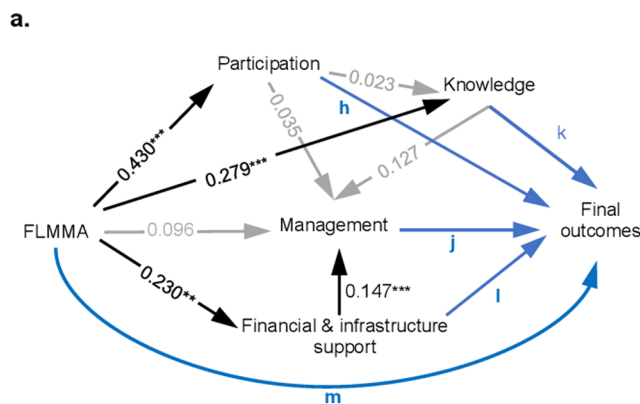 a.
Participation
0.023
Knowledge
h
k
0.035
0.430***
0.279***
0.127
Final
outcomes
FLMMA
0.096
Management
j
0.230**
0.147***
l
Financial & infrastructure
support
m